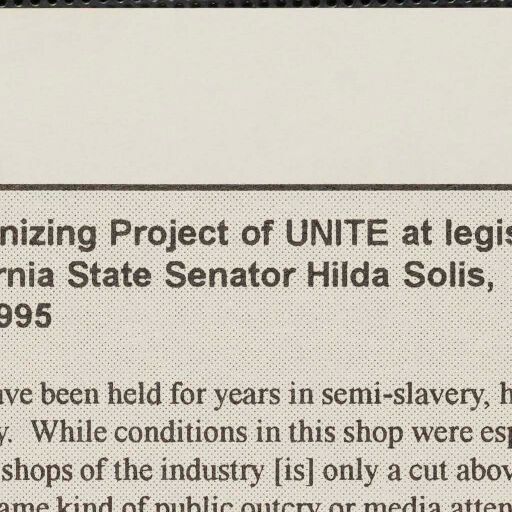 nizing Project of UNITE at legis
rnia State Senator Hilda Solis,
995
ave been held for years in semi-slavery, h
y. While conditions in this shop were esp
shops of the industry [is] only a cut abov
ame kind of public outcry or media atten